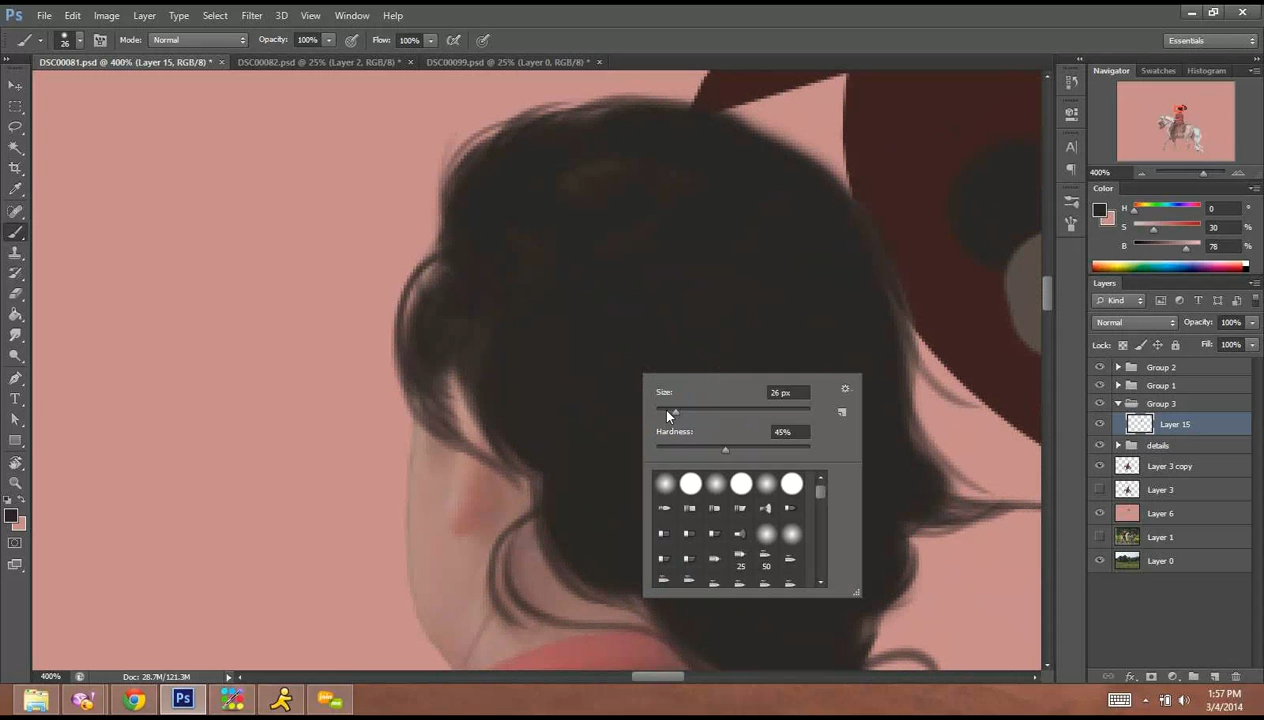 Ps File Edit Image Layer Type Select Filter 3D View Window Help
26 Mode: Normal Opacity: 100% Flow: 100% Essentials
DSC00081.psd @ 400% (Layer 15, RGB/8) * × DSC00082.psd @ 25% (Layer 2, RGB/8) * × DSC00099.psd @ 25% (Layer 0, RGB/8) * ×
Navigator Swatches Histogram
400%
Color
H 0 °
S 30 %
B 78 %
Layers
Kind
Normal Opacity: 100%
Lock: Fill: 100%
Group 2
Group 1
Group 3
Layer 15
details
Layer 3 copy
Layer 3
Layer 6
Layer 1
Layer 0
Size: 26 px
Hardness: 45%
25 50
400% Doc: 28.7M/121.3M
Ps
1:57 PM
3/4/2014